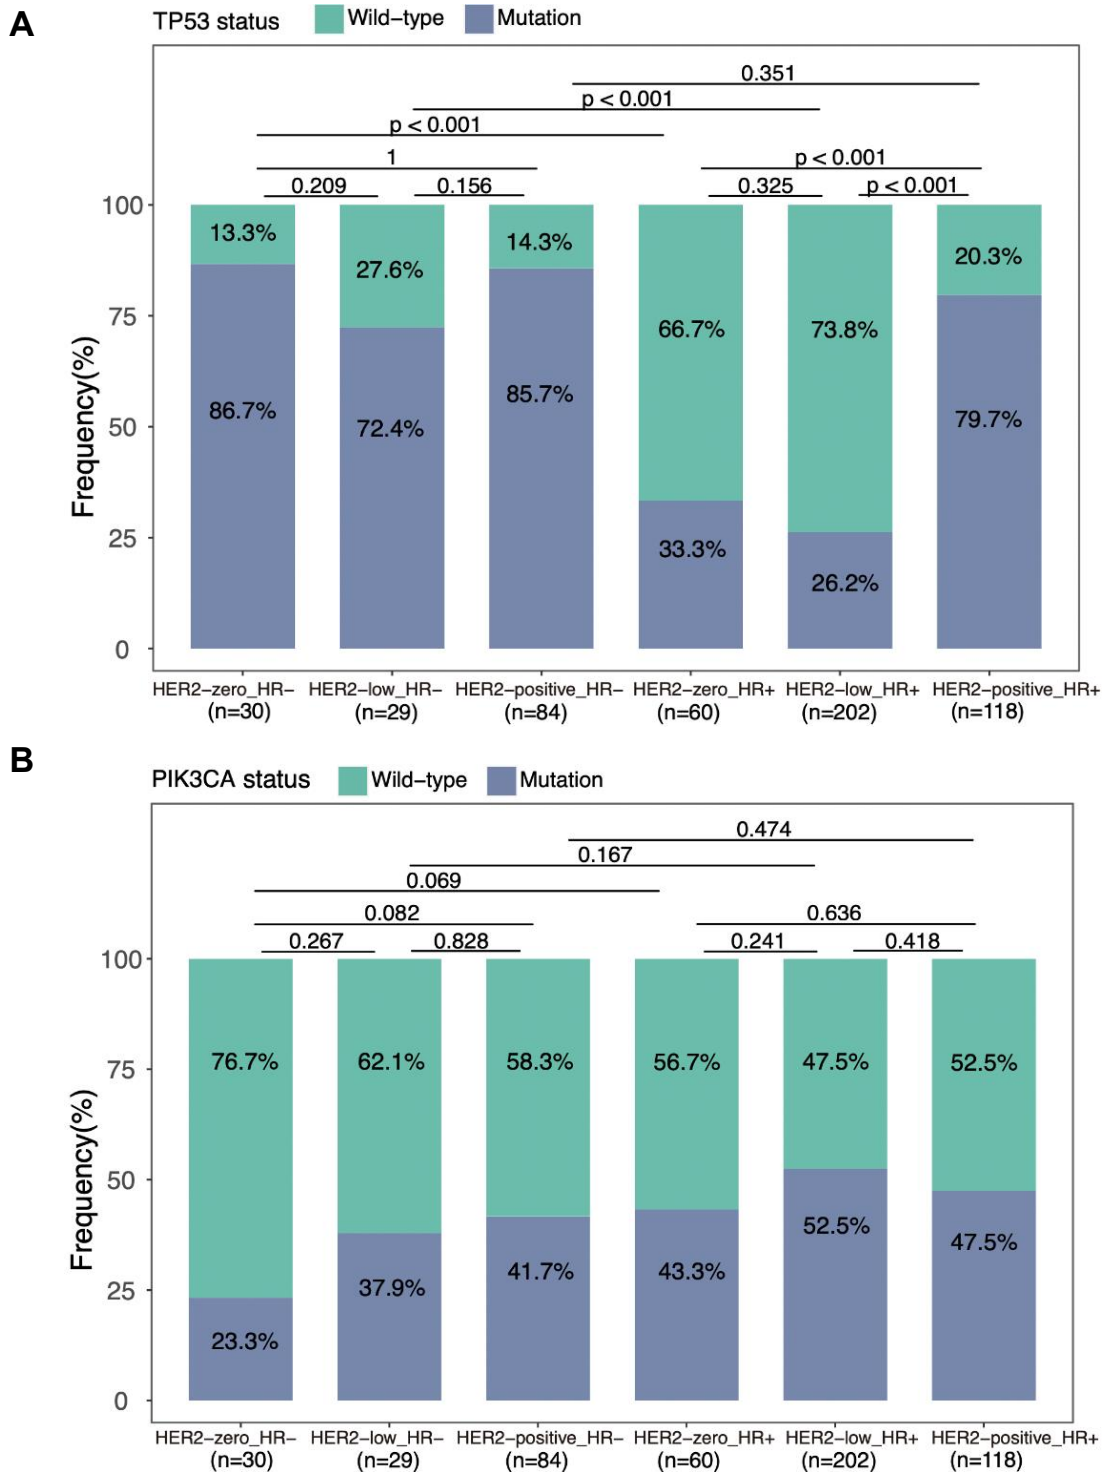 A
TP53 status Wild−type Mutation
0.351
p < 0.001
p < 0.001
1 p < 0.001
0.209 0.156 0.325 p < 0.001
100
75
50
25
0
Frequency(%)
13.3% 27.6% 14.3% 66.7% 73.8% 20.3%
86.7% 72.4% 85.7% 33.3% 26.2% 79.7%
HER2−zero_HR− HER2−low_HR− HER2−positive_HR− HER2−zero_HR+ HER2−low_HR+ HER2−positive_HR+
(n=30) (n=29) (n=84) (n=60) (n=202) (n=118)
B
PIK3CA status Wild−type Mutation
0.474
0.167
0.069
0.082 0.636
0.267 0.828 0.241 0.418
100
75
50
25
0
Frequency(%)
76.7% 62.1% 58.3% 56.7% 47.5% 52.5%
23.3% 37.9% 41.7% 43.3% 52.5% 47.5%
HER2−zero_HR− HER2−low_HR− HER2−positive_HR− HER2−zero_HR+ HER2−low_HR+ HER2−positive_HR+
(n=30) (n=29) (n=84) (n=60) (n=202) (n=118)